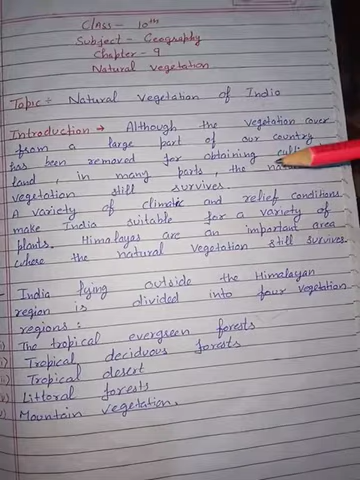 Class - 10th
Subject - Geography
Chapter - 9
Natural vegetation
Topic :- Natural Vegetation of India
Introduction → Although the vegetation cover
from a large part of our country
has been removed for obtaining
land, in many parts, the
vegetation still survives.
A variety of climatic and relief conditions
make India suitable for a variety of
plants. Himalayas are an important area
where the natural vegetation still survives.
India lying outside the Himalayan
region is divided into four vegetation
regions:
The tropical evergreen forests
Tropical deciduous forests
Tropical desert
Littoral forests
Mountain vegetation.